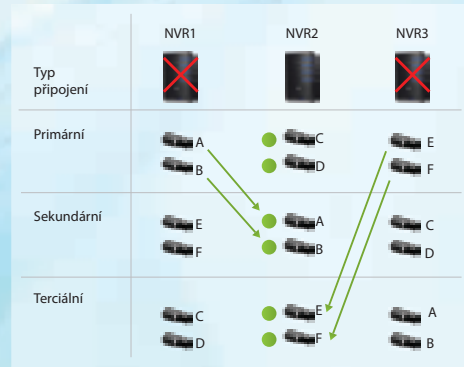 NVR1 NVR2 NVR3
Typ
připojení
Primární A C E
B D F
Sekundární E A C
F B D
Terciální C E A
D F B